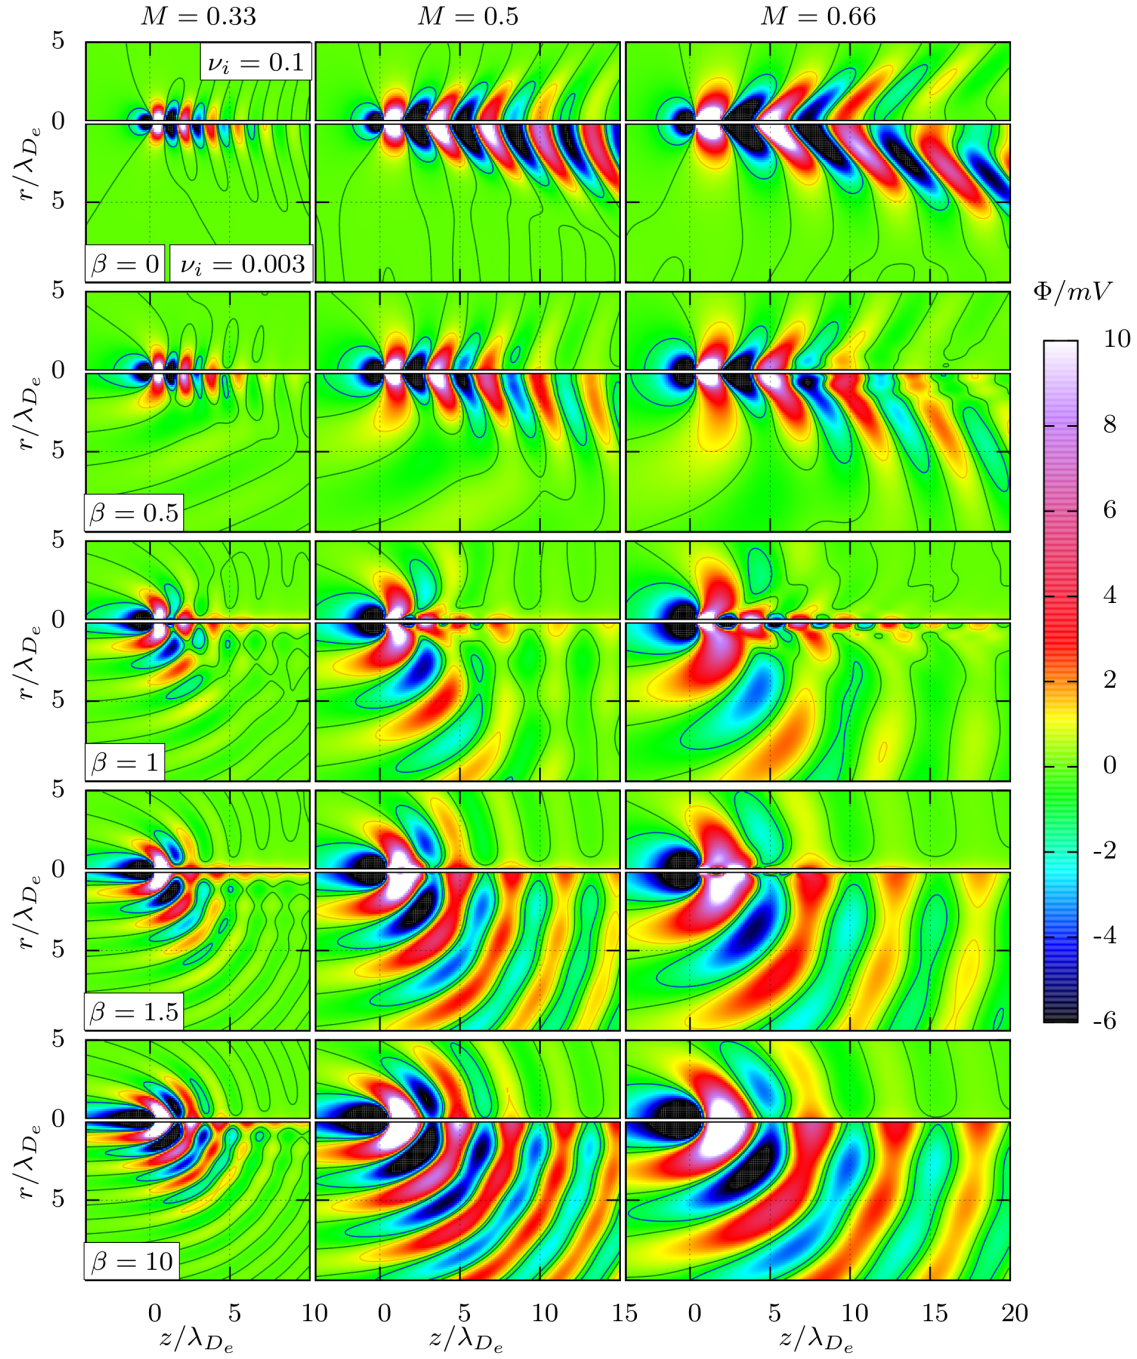 M = 0.33 M = 0.5 M = 0.66
5
ν_i = 0.1
0
r/λ_{D_e}
5
β = 0 ν_i = 0.003
5
0
r/λ_{D_e}
5
β = 0.5
5
0
r/λ_{D_e}
5
β = 1
5
0
r/λ_{D_e}
5
β = 1.5
5
0
r/λ_{D_e}
5
β = 10
0 5 10 0 5 10 15 0 5 10 15 20
z/λ_{D_e} z/λ_{D_e} z/λ_{D_e}
Φ/mV
10
8
6
4
2
0
-2
-4
-6